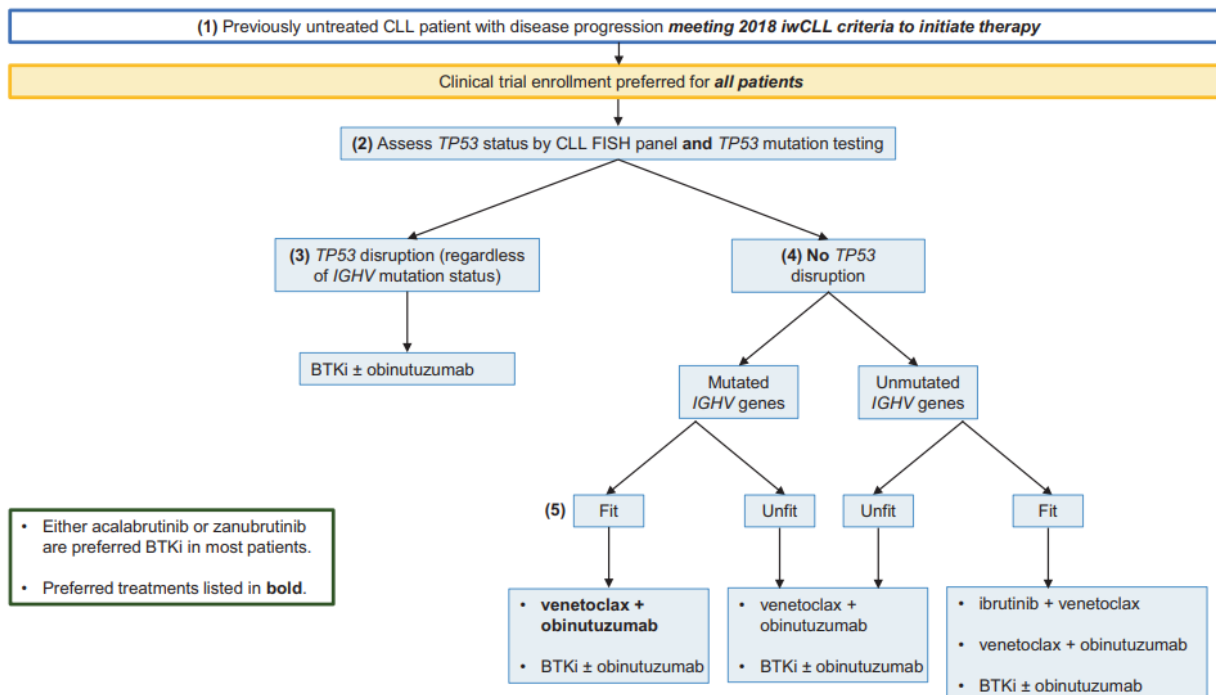 (1) Previously untreated CLL patient with disease progression meeting 2018 iwCLL criteria to initiate therapy
Clinical trial enrollment preferred for all patients
(2) Assess TP53 status by CLL FISH panel and TP53 mutation testing
(3) TP53 disruption (regardless
of IGHV mutation status)
(4) No TP53
disruption
BTKi ± obinutuzumab
Mutated
IGHV genes
Unmutated
IGHV genes
(5)
Fit
Unfit
Unfit
Fit
• Either acalabrutinib or zanubrutinib
are preferred BTKi in most patients.
• Preferred treatments listed in bold.
• venetoclax +
obinutuzumab
• BTKi ± obinutuzumab
• venetoclax +
obinutuzumab
• BTKi ± obinutuzumab
• ibrutinib + venetoclax
• venetoclax + obinutuzumab
• BTKi ± obinutuzumab